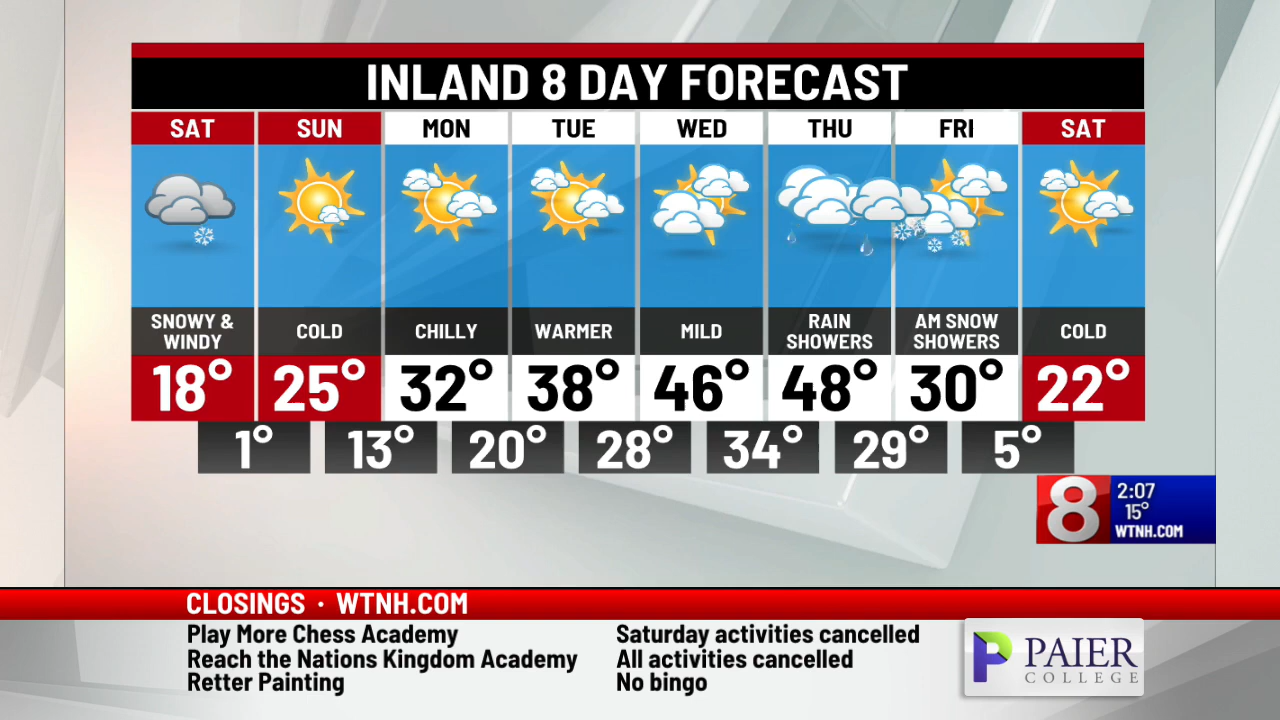 INLAND 8 DAY FORECAST
SAT SUN MON TUE WED THU FRI SAT
SNOWY & WINDY
COLD
CHILLY
WARMER
MILD
RAIN SHOWERS
AM SNOW SHOWERS
COLD
18° 25° 32° 38° 46° 48° 30° 22°
1° 13° 20° 28° 34° 29° 5°
8
2:07
15°
WTNH.COM
CLOSINGS · WTNH.COM
Play More Chess Academy Saturday activities cancelled
Reach the Nations Kingdom Academy All activities cancelled
Retter Painting No bingo
PAIER
COLLEGE